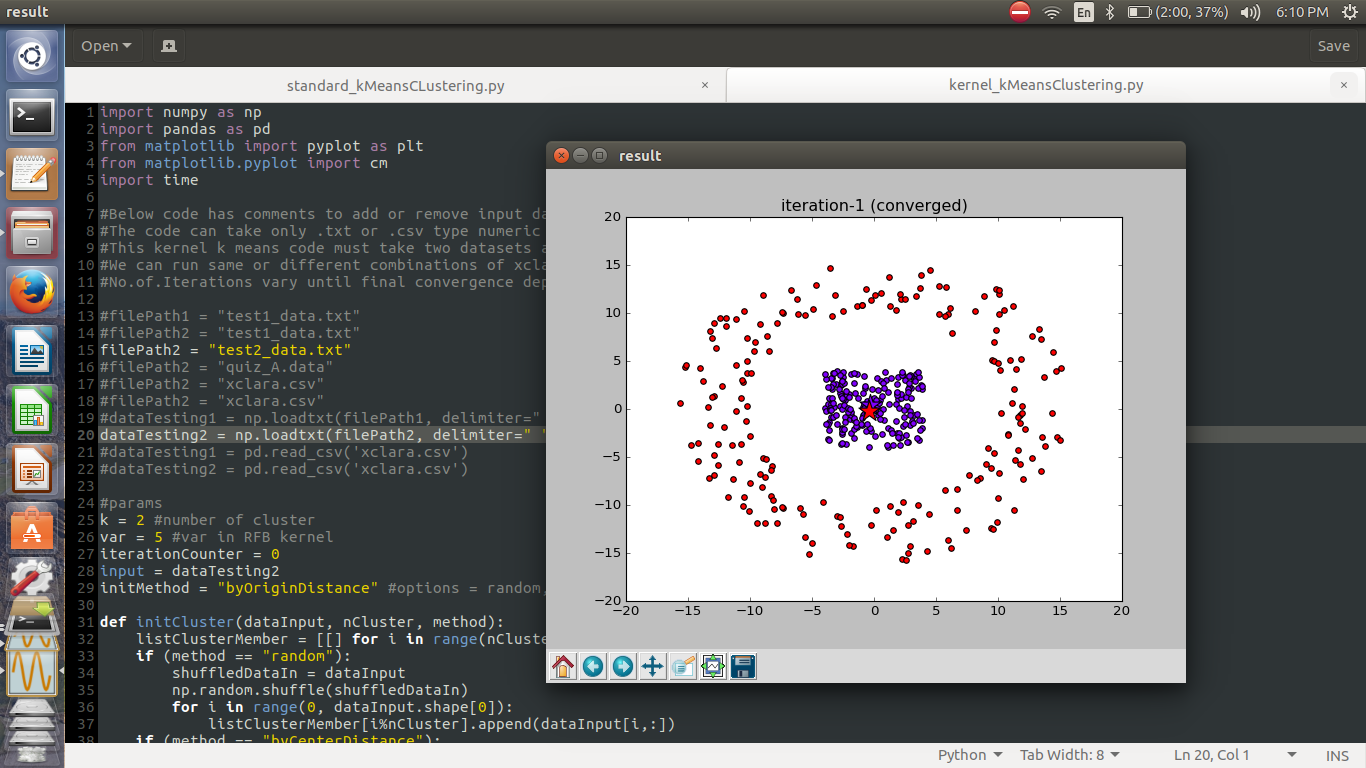 result
En
(2:00, 37%)
6:10 PM
Open
Save
standard_kMeansCLustering.py
×
kernel_kMeansClustering.py
×
1 import numpy as np
2 import pandas as pd
3 from matplotlib import pyplot as plt
4 from matplotlib.pyplot import cm
5 import time
6
7 #Below code has comments to add or remove input da
8 #The code can take only .txt or .csv type numeric
9 #This kernel k means code must take two datasets a
10 #We can run same or different combinations of xcla
11 #No.of.Iterations vary until final convergence dep
12
13 #filePath1 = "test1_data.txt"
14 #filePath2 = "test1_data.txt"
15 filePath2 = "test2_data.txt"
16 #filePath2 = "quiz_A.data"
17 #filePath2 = "xclara.csv"
18 #filePath2 = "xclara.csv"
19 #dataTesting1 = np.loadtxt(filePath1, delimiter="
20 dataTesting2 = np.loadtxt(filePath2, delimiter=" "
21 #dataTesting1 = pd.read_csv('xclara.csv')
22 #dataTesting2 = pd.read_csv('xclara.csv')
23
24 #params
25 k = 2 #number of cluster
26 var = 5 #var in RFB kernel
27 iterationCounter = 0
28 input = dataTesting2
29 initMethod = "byOriginDistance" #options = random,
30
31 def initCluster(dataInput, nCluster, method):
32 listClusterMember = [[] for i in range(nCluste
33 if (method == "random"):
34 shuffledDataIn = dataInput
35 np.random.shuffle(shuffledDataIn)
36 for i in range(0, dataInput.shape[0]):
37 listClusterMember[i%nCluster].append(dataInput[i,:])
38 if (method == "byCenterDistance"):
result
iteration-1 (converged)
20
15
10
5
0
−5
−10
−15
−20
−20 −15 −10 −5 0 5 10 15 20
Python
Tab Width: 8
Ln 20, Col 1
INS